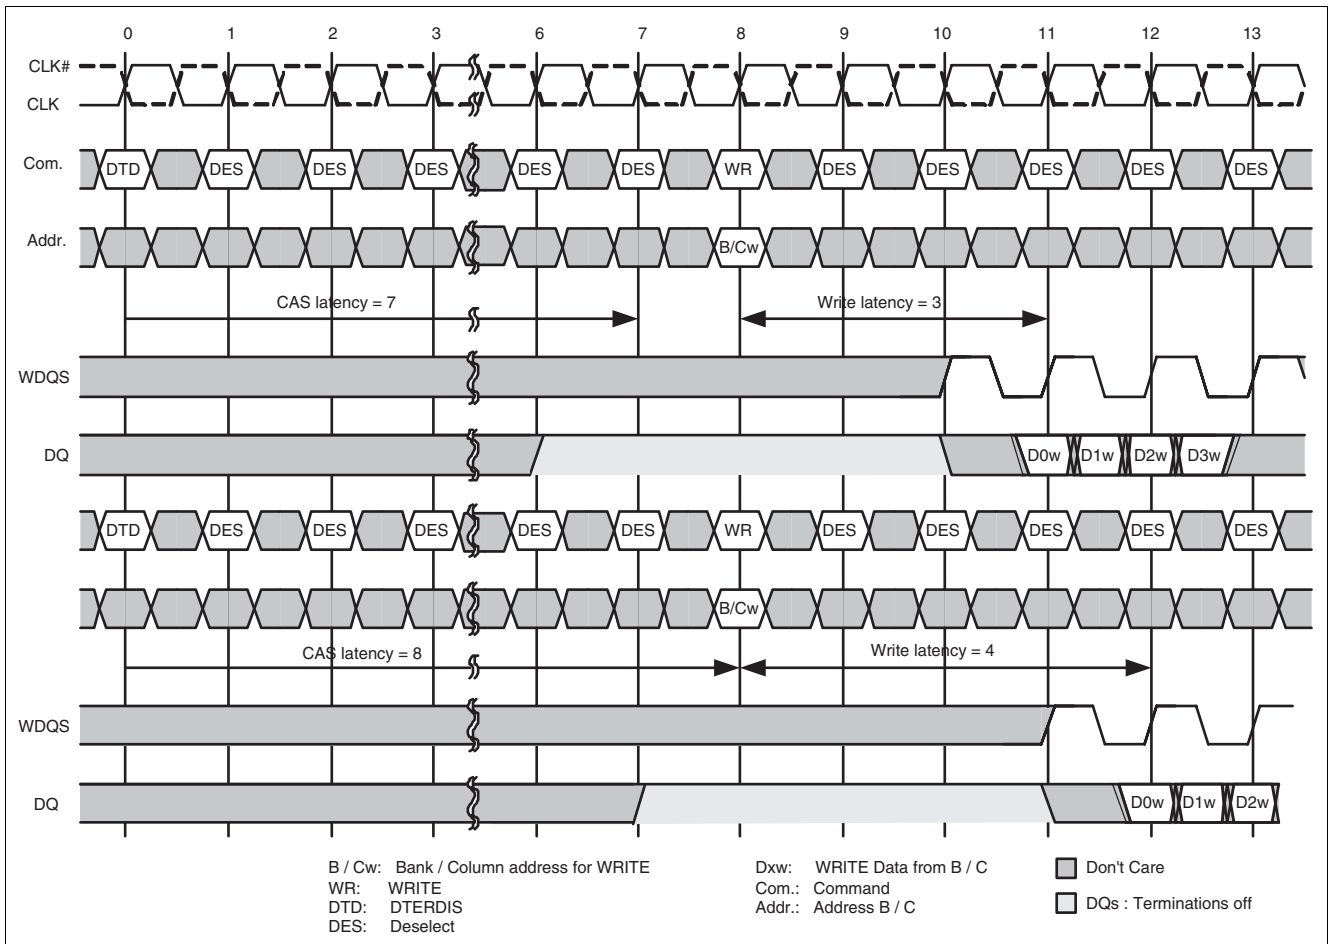 0 1 2 3 6 7 8 9 10 11 12 13
CLK#
CLK
Com. DTD DES DES DES DES DES WR DES DES DES DES DES
Addr. B/Cw
CAS latency = 7 Write latency = 3
WDQS
DQ D0w D1w D2w D3w
DTD DES DES DES DES DES WR DES DES DES DES DES
B/Cw
CAS latency = 8 Write latency = 4
WDQS
DQ D0w D1w D2w
B / Cw: Bank / Column address for WRITE
WR: WRITE
DTD: DTERDIS
DES: Deselect
Dxw: WRITE Data from B / C
Com.: Command
Addr.: Address B / C
Don't Care
DQs : Terminations off